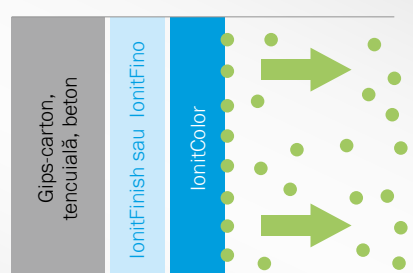 Gips-carton,
tencuială, beton
IonitFinish sau IonitFino
IonitColor